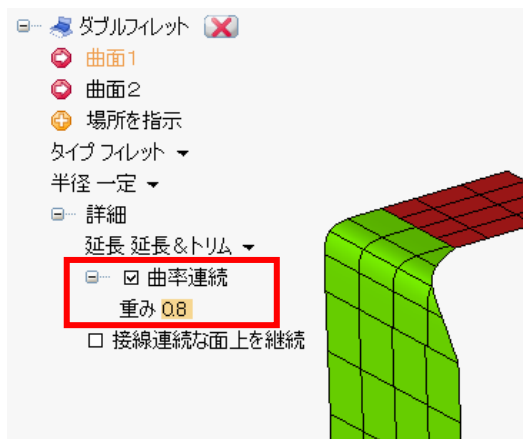 ダブルフィレット
曲面1
曲面2
場所を指示
タイプ フィレット
半径 一定
詳細
延長 延長&トリム
曲率連続
重み 0.8
接線連続な面上を継続